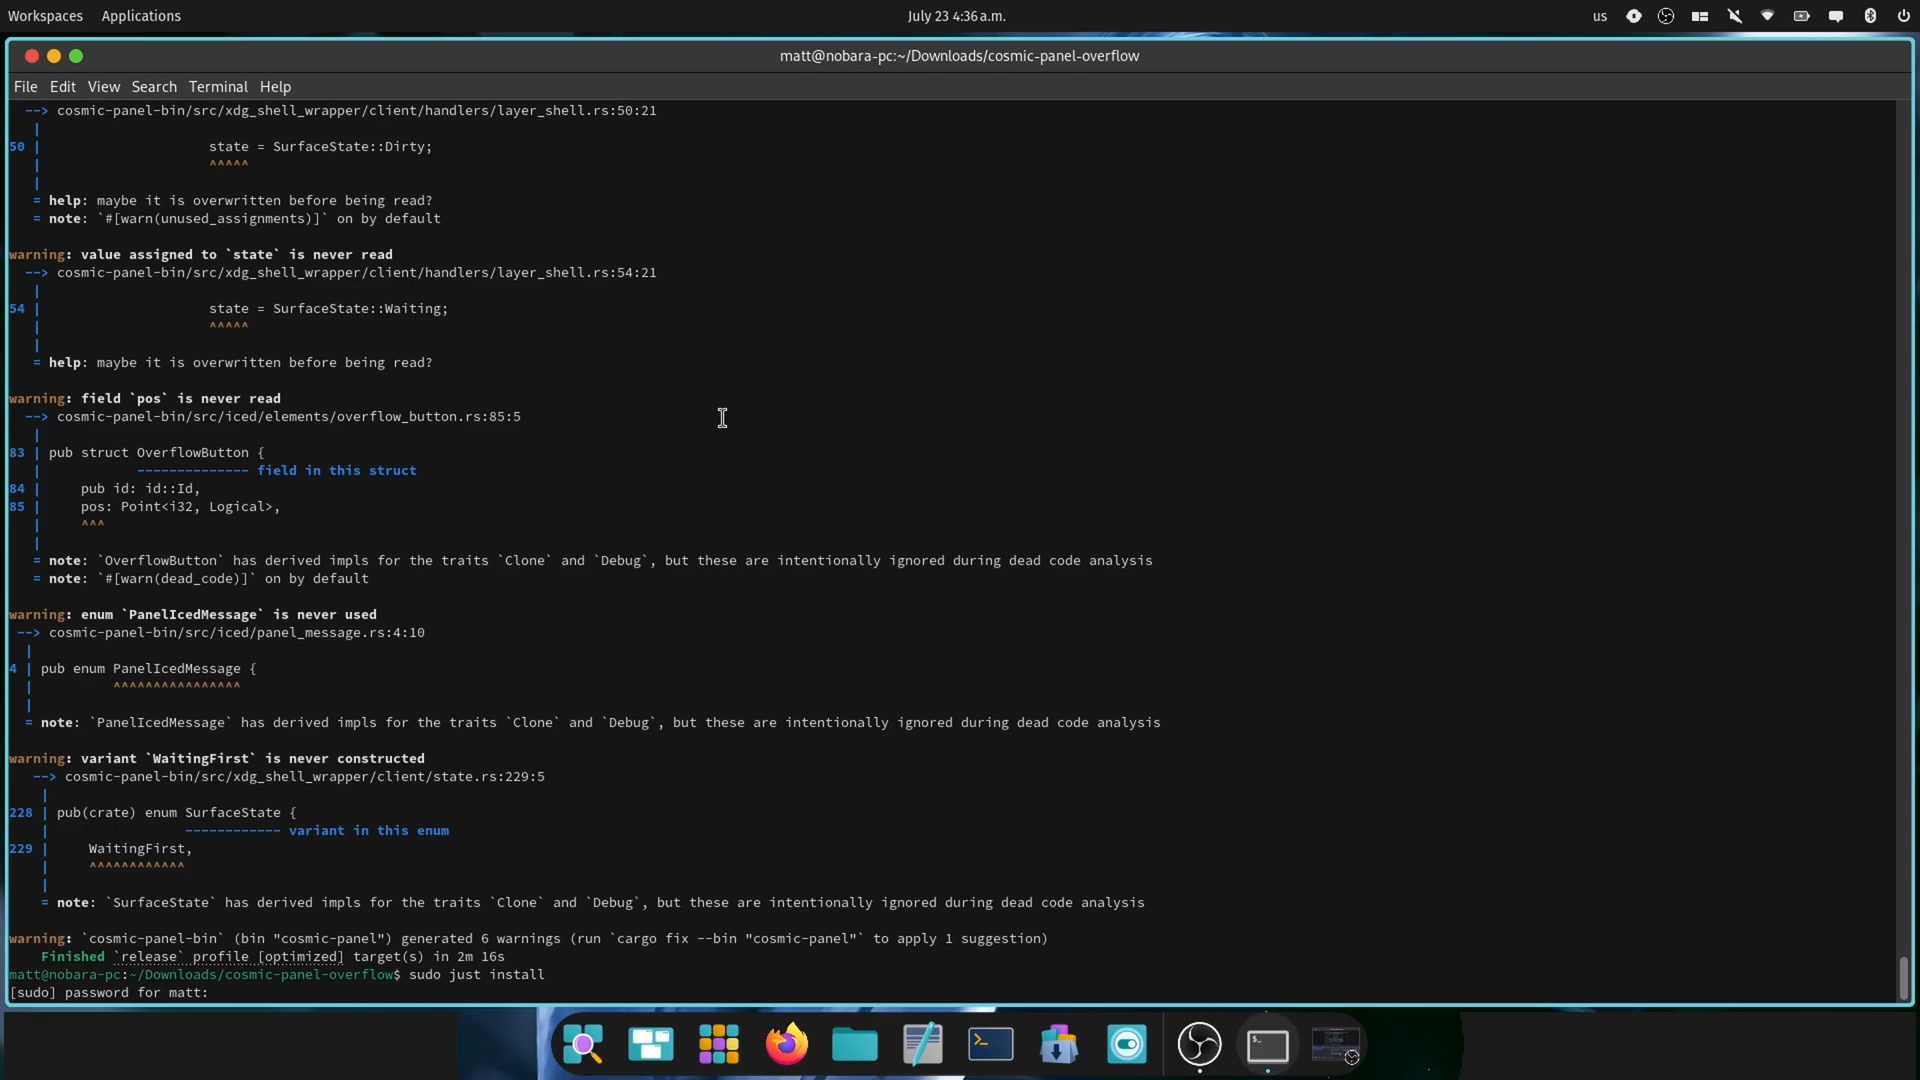 Workspaces Applications July 23 4:36 a.m. us
matt@nobara-pc:~/Downloads/cosmic-panel-overflow
File Edit View Search Terminal Help
--> cosmic-panel-bin/src/xdg_shell_wrapper/client/handlers/layer_shell.rs:50:21
|
50 | state = SurfaceState::Dirty;
| ^^^^^
|
= help: maybe it is overwritten before being read?
= note: `#[warn(unused_assignments)]` on by default
warning: value assigned to `state` is never read
--> cosmic-panel-bin/src/xdg_shell_wrapper/client/handlers/layer_shell.rs:54:21
|
54 | state = SurfaceState::Waiting;
| ^^^^^
|
= help: maybe it is overwritten before being read?
warning: field `pos` is never read
--> cosmic-panel-bin/src/iced/elements/overflow_button.rs:85:5
|
83 | pub struct OverflowButton {
| -------------- field in this struct
84 | pub id: id::Id,
85 | pos: Point<i32, Logical>,
| ^^^
|
= note: `OverflowButton` has derived impls for the traits `Clone` and `Debug`, but these are intentionally ignored during dead code analysis
= note: `#[warn(dead_code)]` on by default
warning: enum `PanelIcedMessage` is never used
--> cosmic-panel-bin/src/iced/panel_message.rs:4:10
|
4 | pub enum PanelIcedMessage {
| ^^^^^^^^^^^^^^^^
|
= note: `PanelIcedMessage` has derived impls for the traits `Clone` and `Debug`, but these are intentionally ignored during dead code analysis
warning: variant `WaitingFirst` is never constructed
--> cosmic-panel-bin/src/xdg_shell_wrapper/client/state.rs:229:5
|
228 | pub(crate) enum SurfaceState {
| ------------ variant in this enum
229 | WaitingFirst,
| ^^^^^^^^^^^^
|
= note: `SurfaceState` has derived impls for the traits `Clone` and `Debug`, but these are intentionally ignored during dead code analysis
warning: `cosmic-panel-bin` (bin "cosmic-panel") generated 6 warnings (run `cargo fix --bin "cosmic-panel"` to apply 1 suggestion)
Finished `release` profile [optimized] target(s) in 2m 16s
matt@nobara-pc:~/Downloads/cosmic-panel-overflow$ sudo just install
[sudo] password for matt: